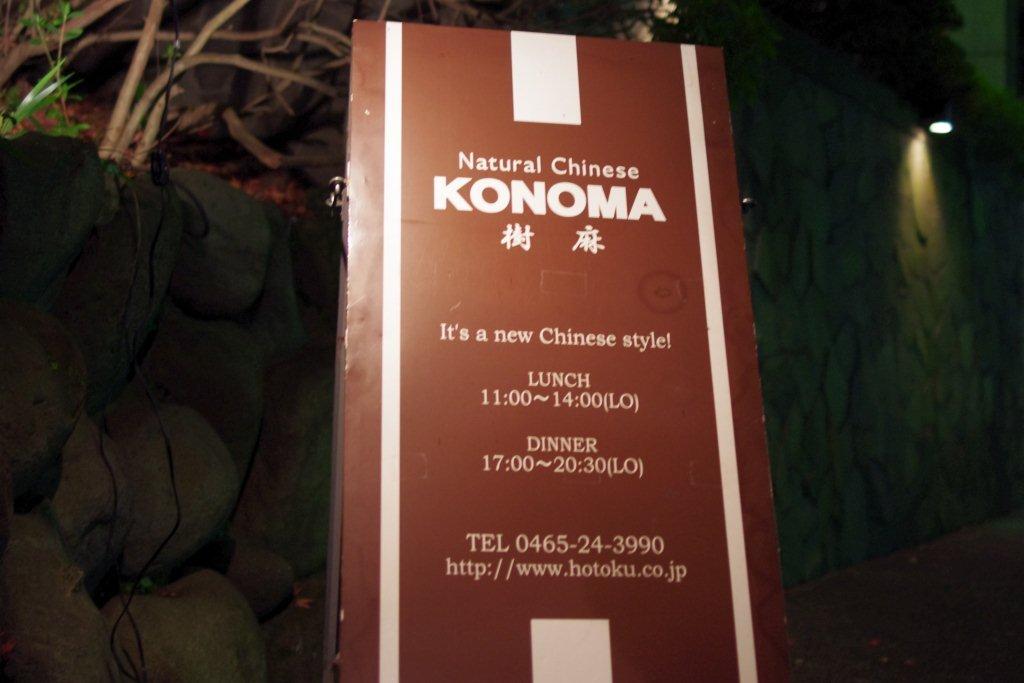 Natural Chinese
KONOMA
樹 麻
It's a new Chinese style!
LUNCH
11:00〜14:00(LO)
DINNER
17:00〜20:30(LO)
TEL 0465-24-3990
http://www.hotoku.co.jp